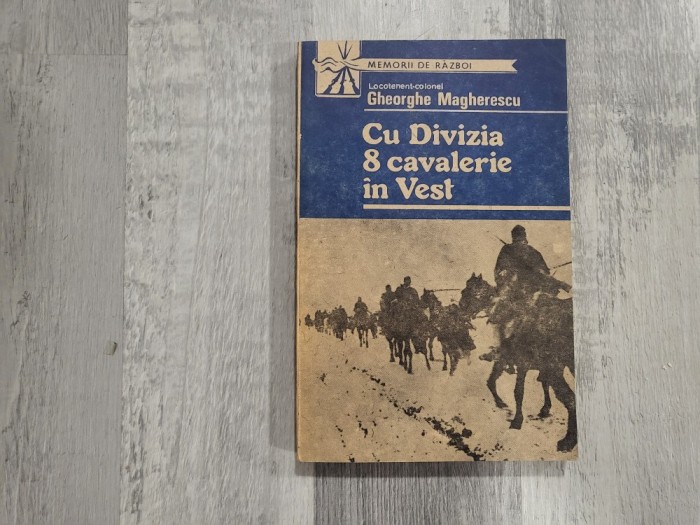 MEMORII DE RĂZBOI
Locotenent-colonel
Gheorghe Magherescu
Cu Divizia
8 cavalerie
în Vest